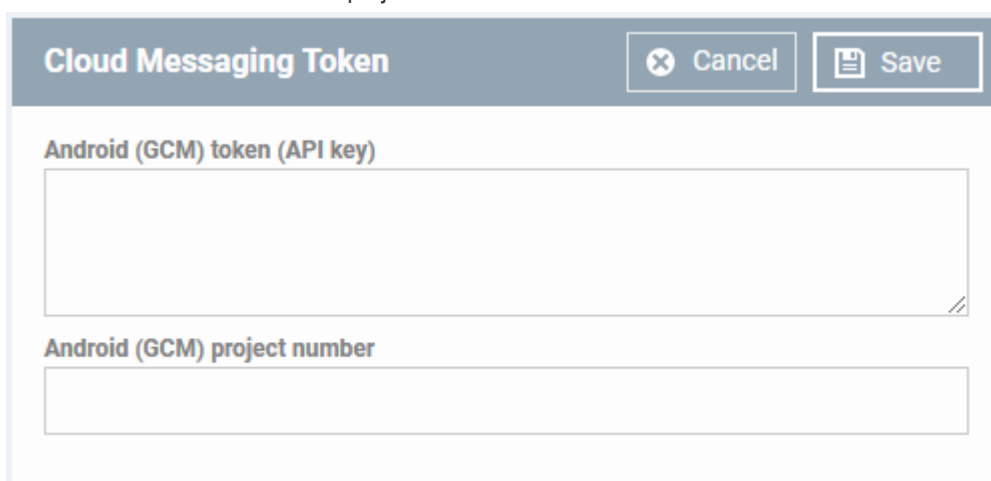 Cloud Messaging Token
Cancel
Save
Android (GCM) token (API key)
Android (GCM) project number